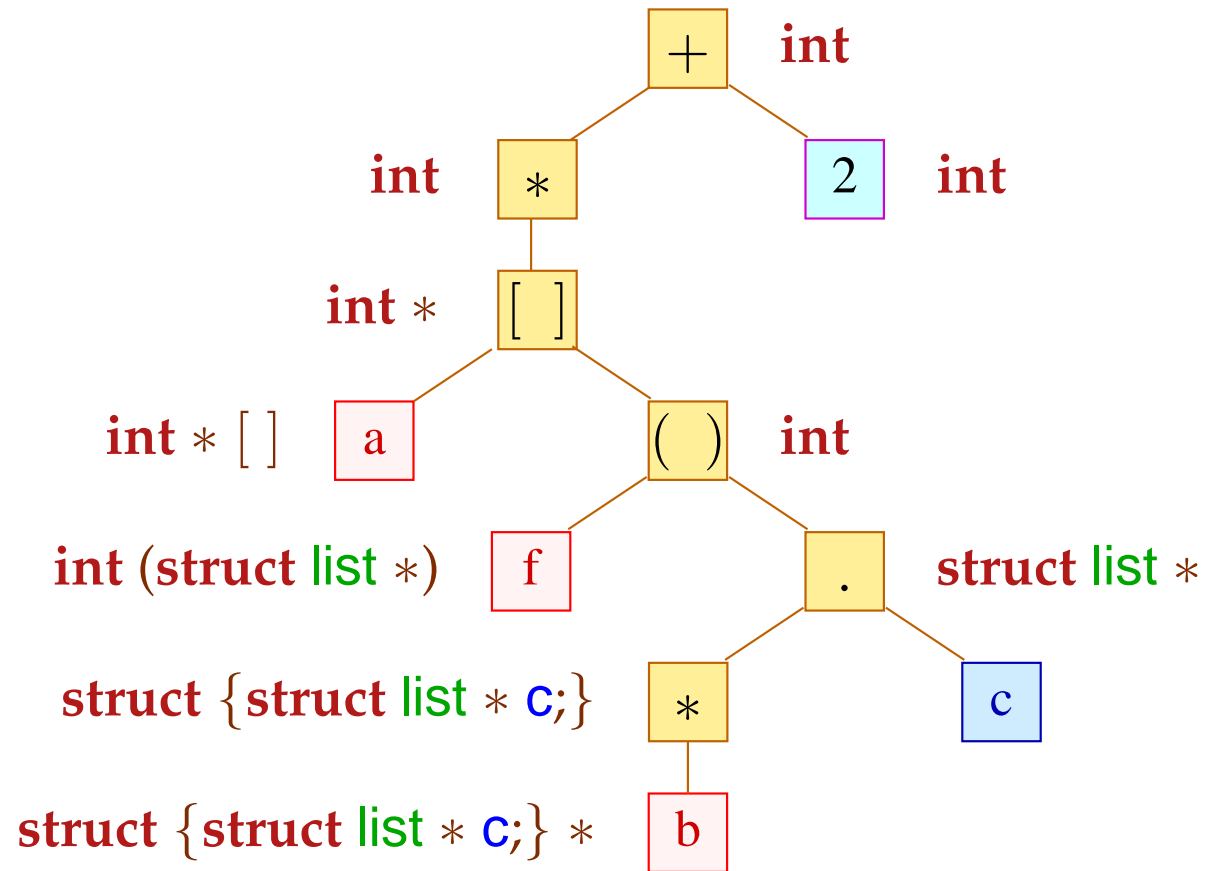 + int
int * 2 int
int * [ ]
int * [ ] a ( ) int
int (struct list *) f . struct list *
struct {struct list * c;} * c
struct {struct list * c;} * b